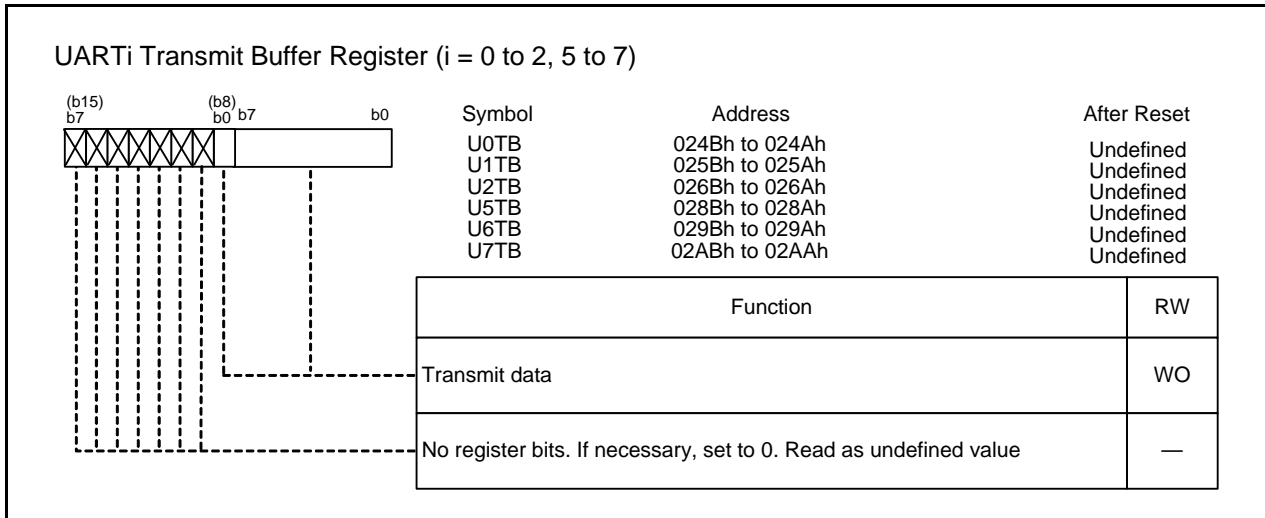 UARTi Transmit Buffer Register (i = 0 to 2, 5 to 7)
(b15) (b8)
b7 b0 b7 b0
Symbol Address After Reset
U0TB 024Bh to 024Ah Undefined
U1TB 025Bh to 025Ah Undefined
U2TB 026Bh to 026Ah Undefined
U5TB 028Bh to 028Ah Undefined
U6TB 029Bh to 029Ah Undefined
U7TB 02ABh to 02AAh Undefined
Function RW
Transmit data WO
No register bits. If necessary, set to 0. Read as undefined value —